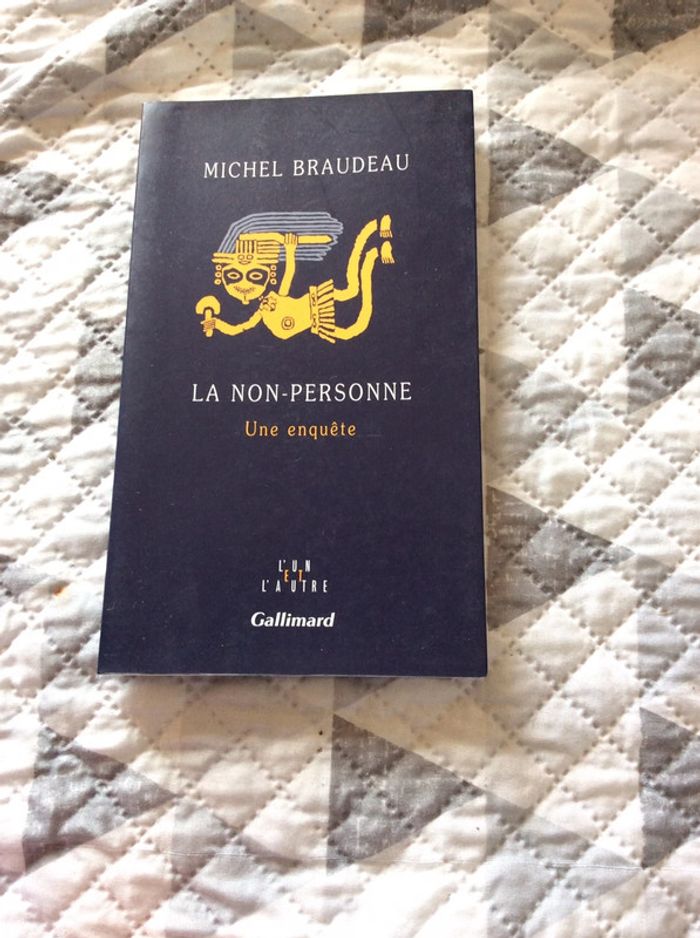 MICHEL BRAUDEAU
LA NON-PERSONNE
Une enquête
L'UN
ET
L'AUTRE
Gallimard